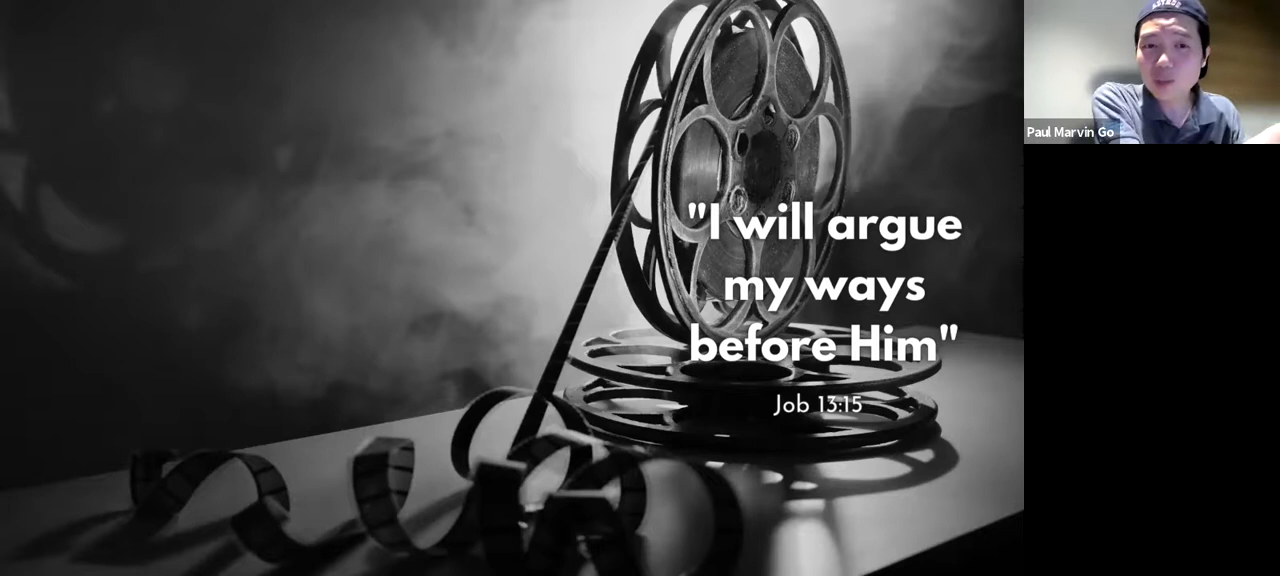 "I will argue
my ways
before Him"
Job 13:15
Paul Marvin Go